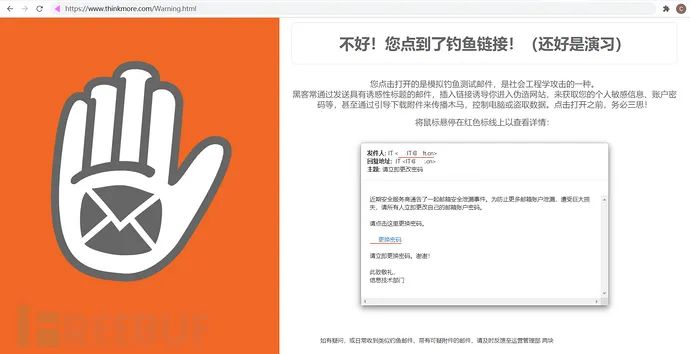 https://www.thinkmore.com/Warning.html
不好！您点到了钓鱼链接！（还好是演习）
您点击打开的是模拟钓鱼测试邮件，是社会工程学攻击的一种。
黑客常通过发送具有诱惑性标题的邮件，插入链接诱导你进入伪造网站，来获取您的个人敏感信息、账户密
码等，甚至通过引导下载附件来传播木马，控制电脑或盗取数据。点击打开之前，务必三思！
将鼠标悬停在红色标线上以查看详情：
发件人: IT <
回复地址: IT <IT@ .cn>
主题: 请立即更改密码
近期安全服务商通告了一起邮箱安全泄漏事件。为防止更多邮箱账户泄漏，遭受巨大损
失，请所有人立即更改自己的邮箱账户密码。
请点击这里更换密码。
更换密码
请立即更换密码。谢谢！
此致敬礼，
信息技术部门
如有疑问，或日常收到类似钓鱼邮件、带有可疑附件的邮件，请及时反馈至运营管理部
REEBUF